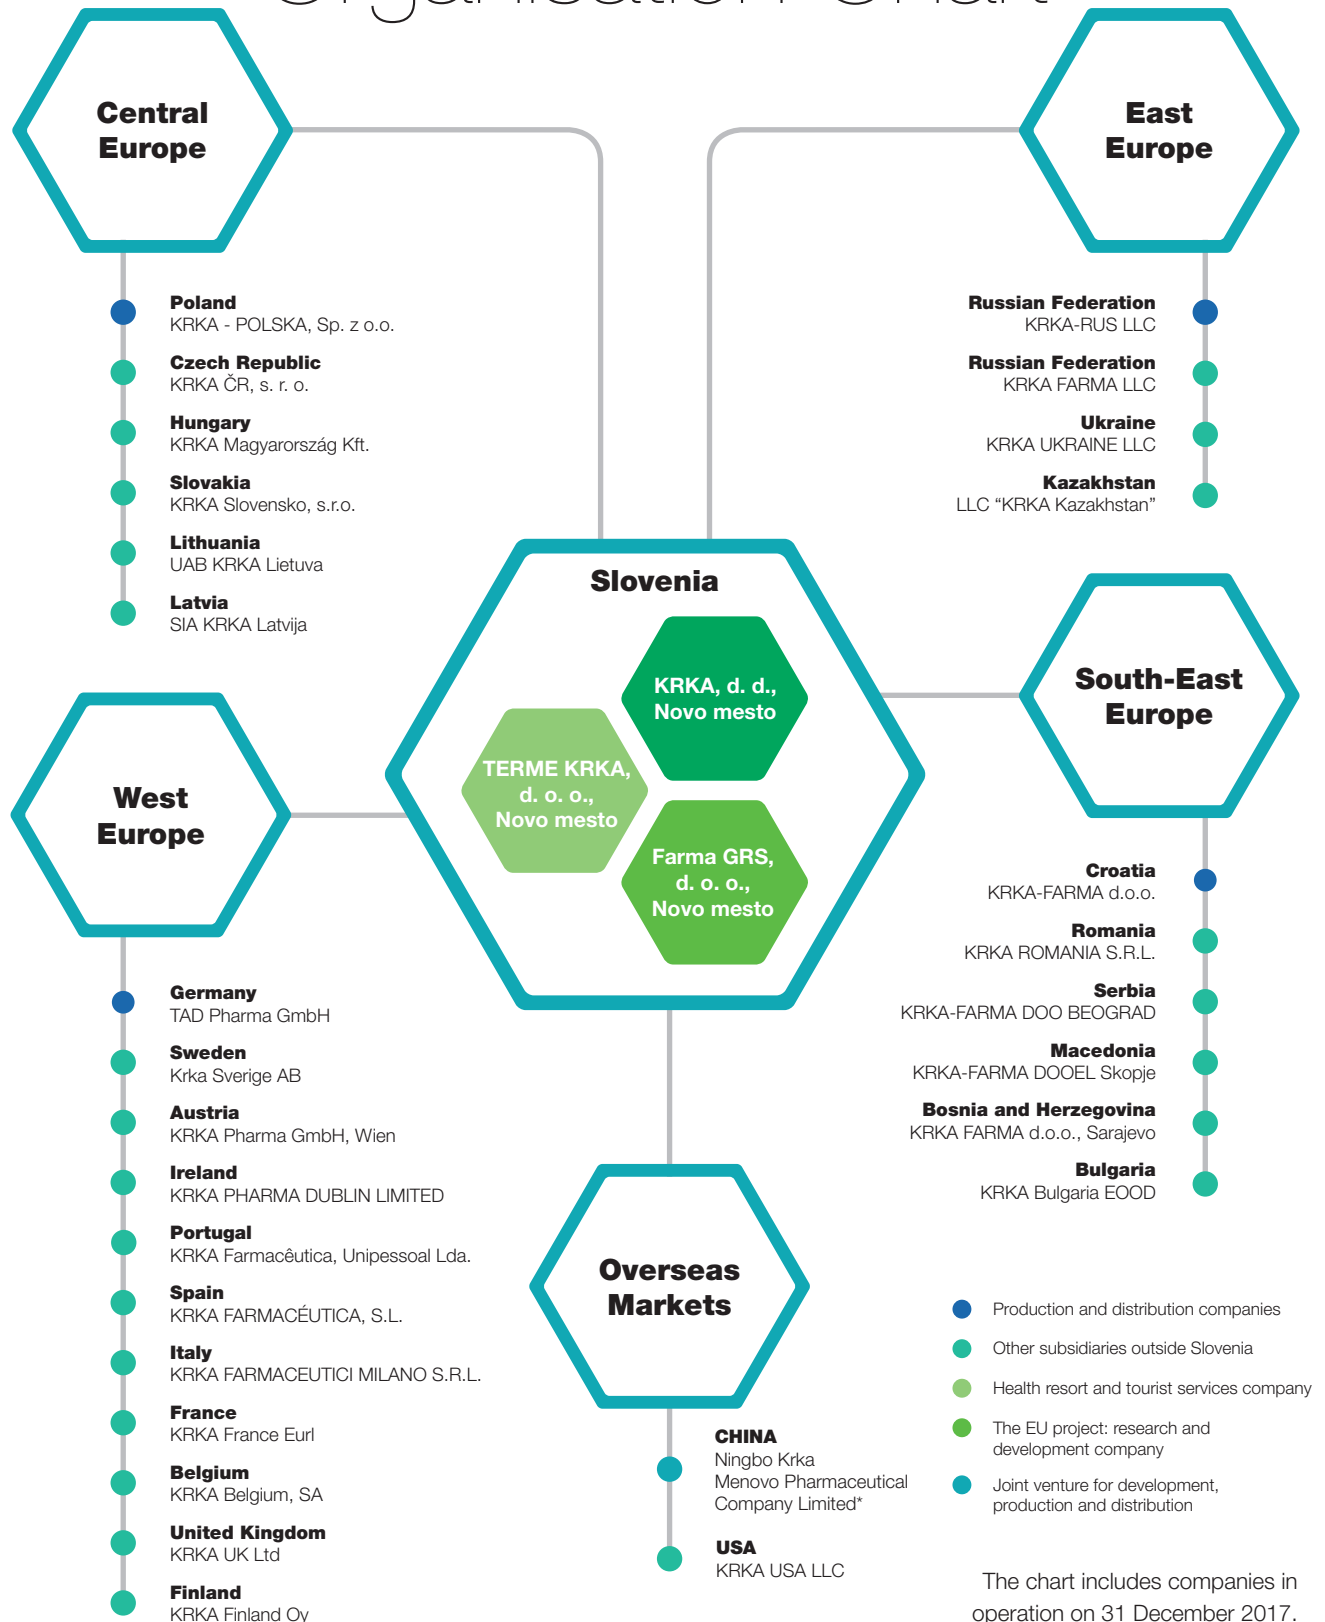 Organisation Chart
Central
Europe
Poland
KRKA - POLSKA, Sp. z o.o.
Czech Republic
KRKA ČR, s. r. o.
Hungary
KRKA Magyarország Kft.
Slovakia
KRKA Slovensko, s.r.o.
Lithuania
UAB KRKA Lietuva
Latvia
SIA KRKA Latvija
East
Europe
Russian Federation
KRKA-RUS LLC
Russian Federation
KRKA FARMA LLC
Ukraine
KRKA UKRAINE LLC
Kazakhstan
LLC “KRKA Kazakhstan”
Slovenia
KRKA, d. d.,
Novo mesto
TERME KRKA,
d. o. o.,
Novo mesto
Farma GRS,
d. o. o.,
Novo mesto
South-East
Europe
Croatia
KRKA-FARMA d.o.o.
Romania
KRKA ROMANIA S.R.L.
Serbia
KRKA-FARMA DOO BEOGRAD
Macedonia
KRKA-FARMA DOOEL Skopje
Bosnia and Herzegovina
KRKA FARMA d.o.o., Sarajevo
Bulgaria
KRKA Bulgaria EOOD
West
Europe
Germany
TAD Pharma GmbH
Sweden
Krka Sverige AB
Austria
KRKA Pharma GmbH, Wien
Ireland
KRKA PHARMA DUBLIN LIMITED
Portugal
KRKA Farmacêutica, Unipessoal Lda.
Spain
KRKA FARMACÉUTICA, S.L.
Italy
KRKA FARMACEUTICI MILANO S.R.L.
France
KRKA France Eurl
Belgium
KRKA Belgium, SA
United Kingdom
KRKA UK Ltd
Finland
KRKA Finland Oy
Overseas
Markets
CHINA
Ningbo Krka
Menovo Pharmaceutical
Company Limited*
USA
KRKA USA LLC
Production and distribution companies
Other subsidiaries outside Slovenia
Health resort and tourist services company
The EU project: research and
development company
Joint venture for development,
production and distribution
The chart includes companies in
operation on 31 December 2017.